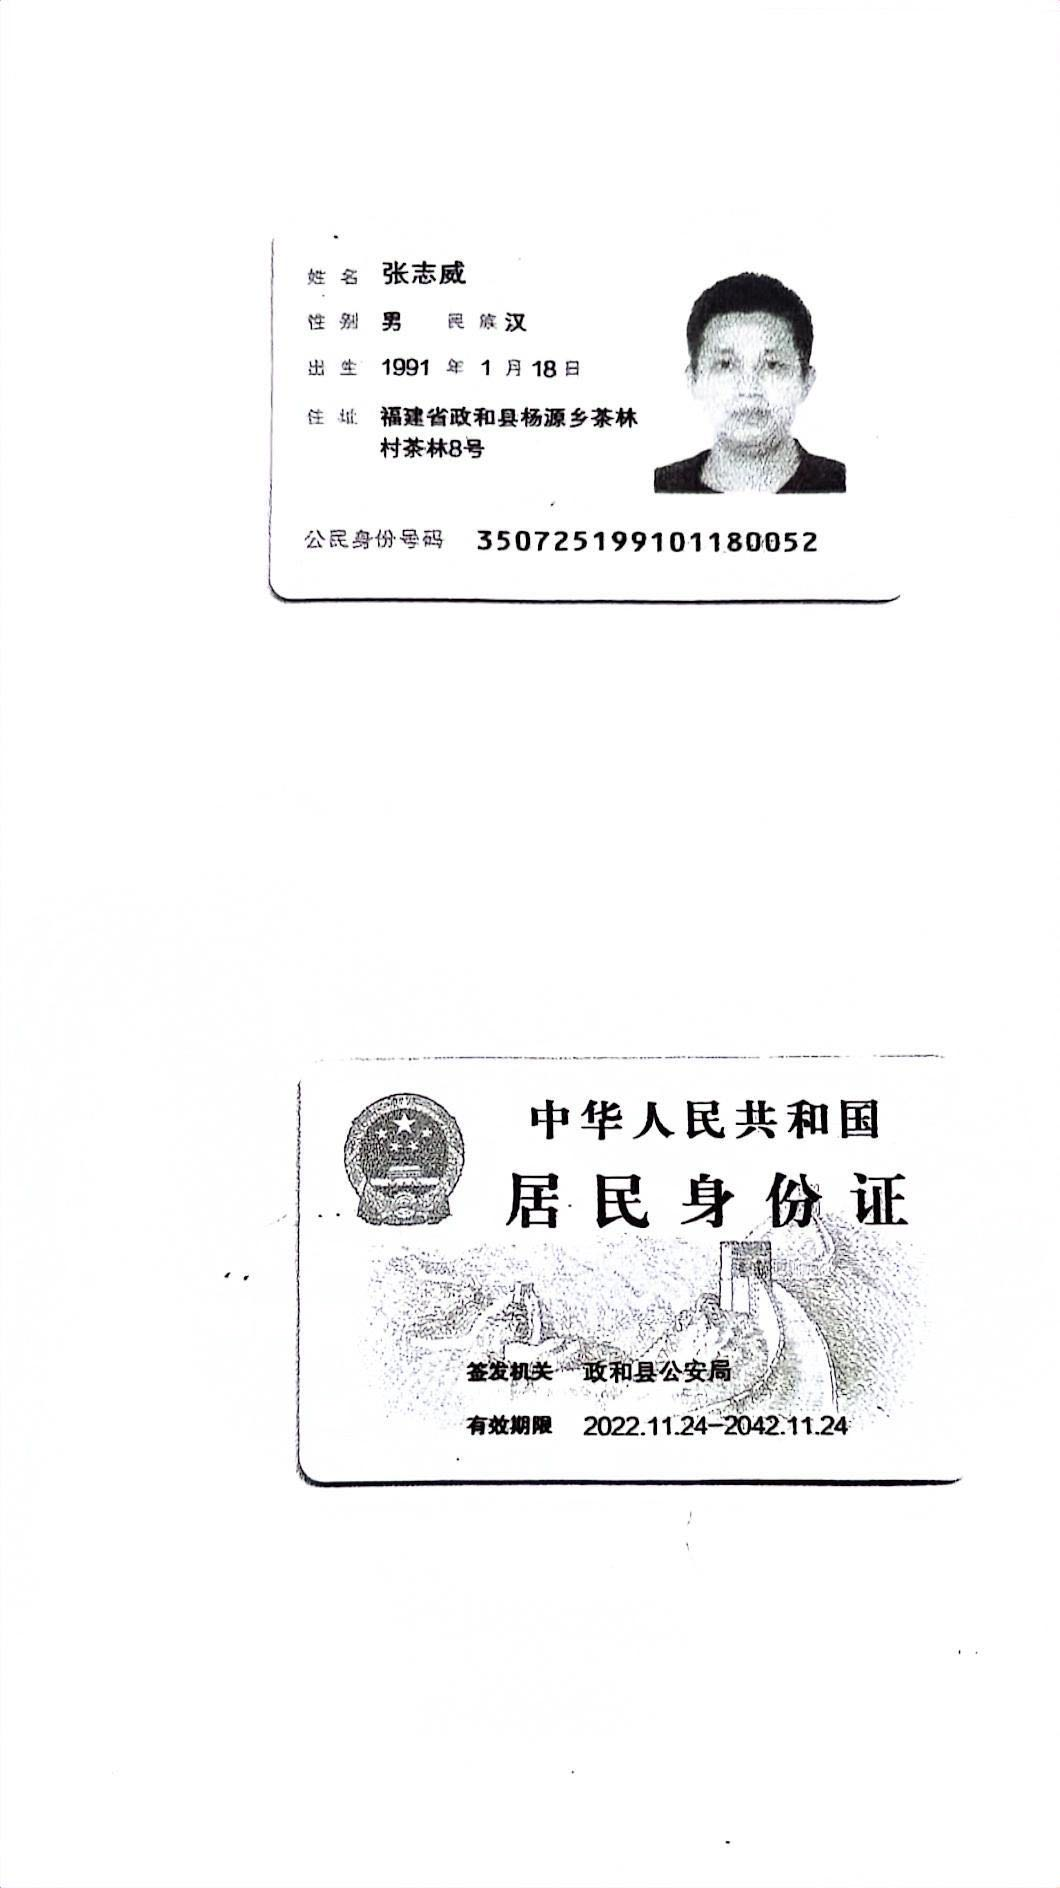 姓名 张志威
性别 男 民族 汉
出生 1991 年 1 月 18 日
住址 福建省政和县杨源乡茶林
村茶林8号
公民身份号码 350725199101180052
中华人民共和国
居民身份证
签发机关 政和县公安局
有效期限 2022.11.24-2042.11.24